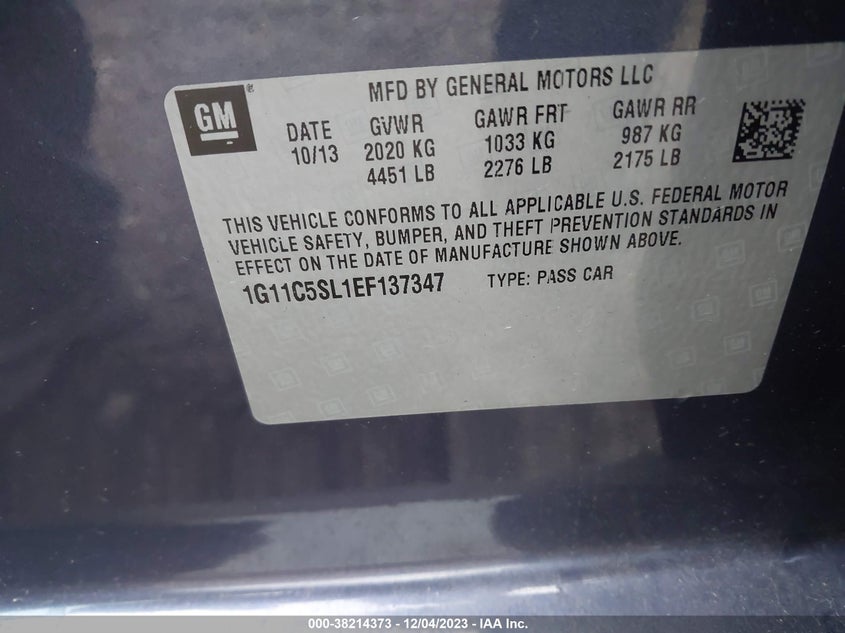 GM
MFD BY GENERAL MOTORS LLC
DATE GVWR GAWR FRT GAWR RR
10/13 2020 KG 1033 KG 987 KG
4451 LB 2276 LB 2175 LB
THIS VEHICLE CONFORMS TO ALL APPLICABLE U.S. FEDERAL MOTOR
VEHICLE SAFETY, BUMPER, AND THEFT PREVENTION STANDARDS IN
EFFECT ON THE DATE OF MANUFACTURE SHOWN ABOVE.
1G11C5SL1EF137347 TYPE: PASS CAR
000-38214373 - 12/04/2023 - IAA Inc.